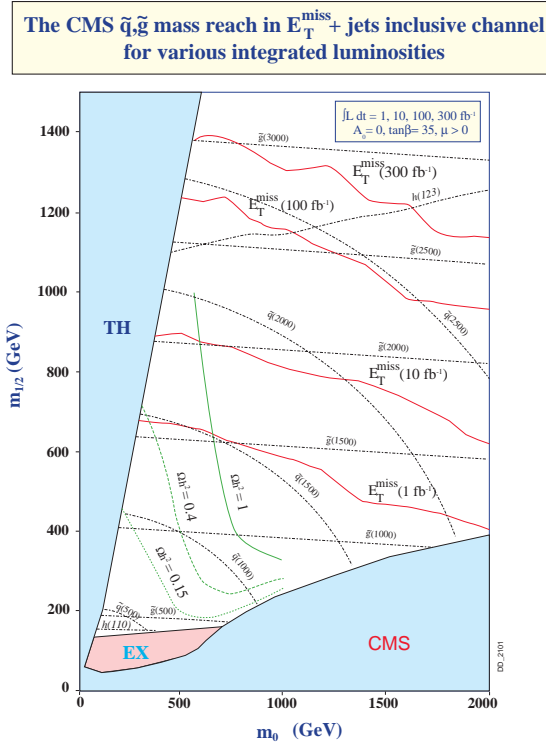 The CMS q̃,g̃ mass reach in E_T^miss + jets inclusive channel
for various integrated luminosities
∫L dt = 1, 10, 100, 300 fb⁻¹
A₀ = 0, tanβ = 35, μ > 0
1400
g̃(3000)
E_T^miss (300 fb⁻¹)
h(123)
E_T^miss (100 fb⁻¹)
1200
g̃(2500)
1000
TH
q̃(2000)
q̃(2500)
m₁/₂ (GeV)
g̃(2000)
800
E_T^miss (10 fb⁻¹)
600
g̃(1500)
Ωh² = 0.4
Ωh² = 1
q̃(1500)
E_T^miss (1 fb⁻¹)
400
g̃(1000)
Ωh² = 0.15
q̃(1000)
200
q̃(500)
g̃(500)
h(110)
EX
CMS
DD_2101
0
0
500
1000
1500
2000
m₀ (GeV)